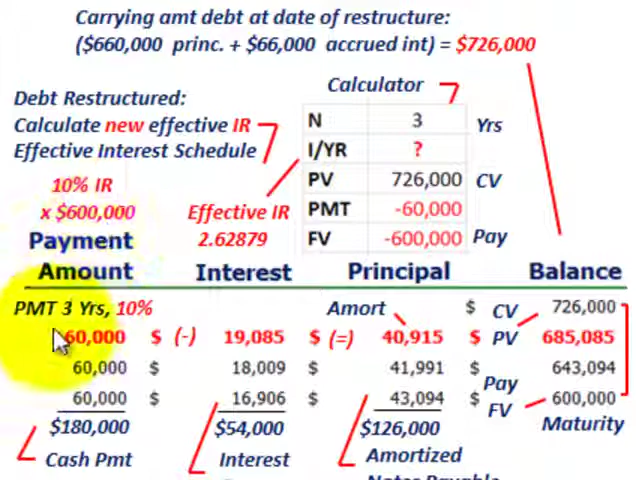 Carrying amt debt at date of restructure:
($660,000 princ. + $66,000 accrued int) = $726,000
Calculator
Debt Restructured:
Calculate new effective IR
Effective Interest Schedule
N 3 Yrs
I/YR ?
PV 726,000 CV
PMT -60,000
FV -600,000 Pay
10% IR
x $600,000
Effective IR
2.62879
Payment
Amount Interest Principal Balance
PMT 3 Yrs, 10% Amort $ CV 726,000
60,000 $ (-) 19,085 $ (=) 40,915 $ PV 685,085
60,000 $ 18,009 $ 41,991 Pay 643,094
60,000 $ 16,906 $ 43,094 $ FV 600,000
$180,000 $54,000 $126,000 Maturity
Cash Pmt Interest Amortized
Notes Payable